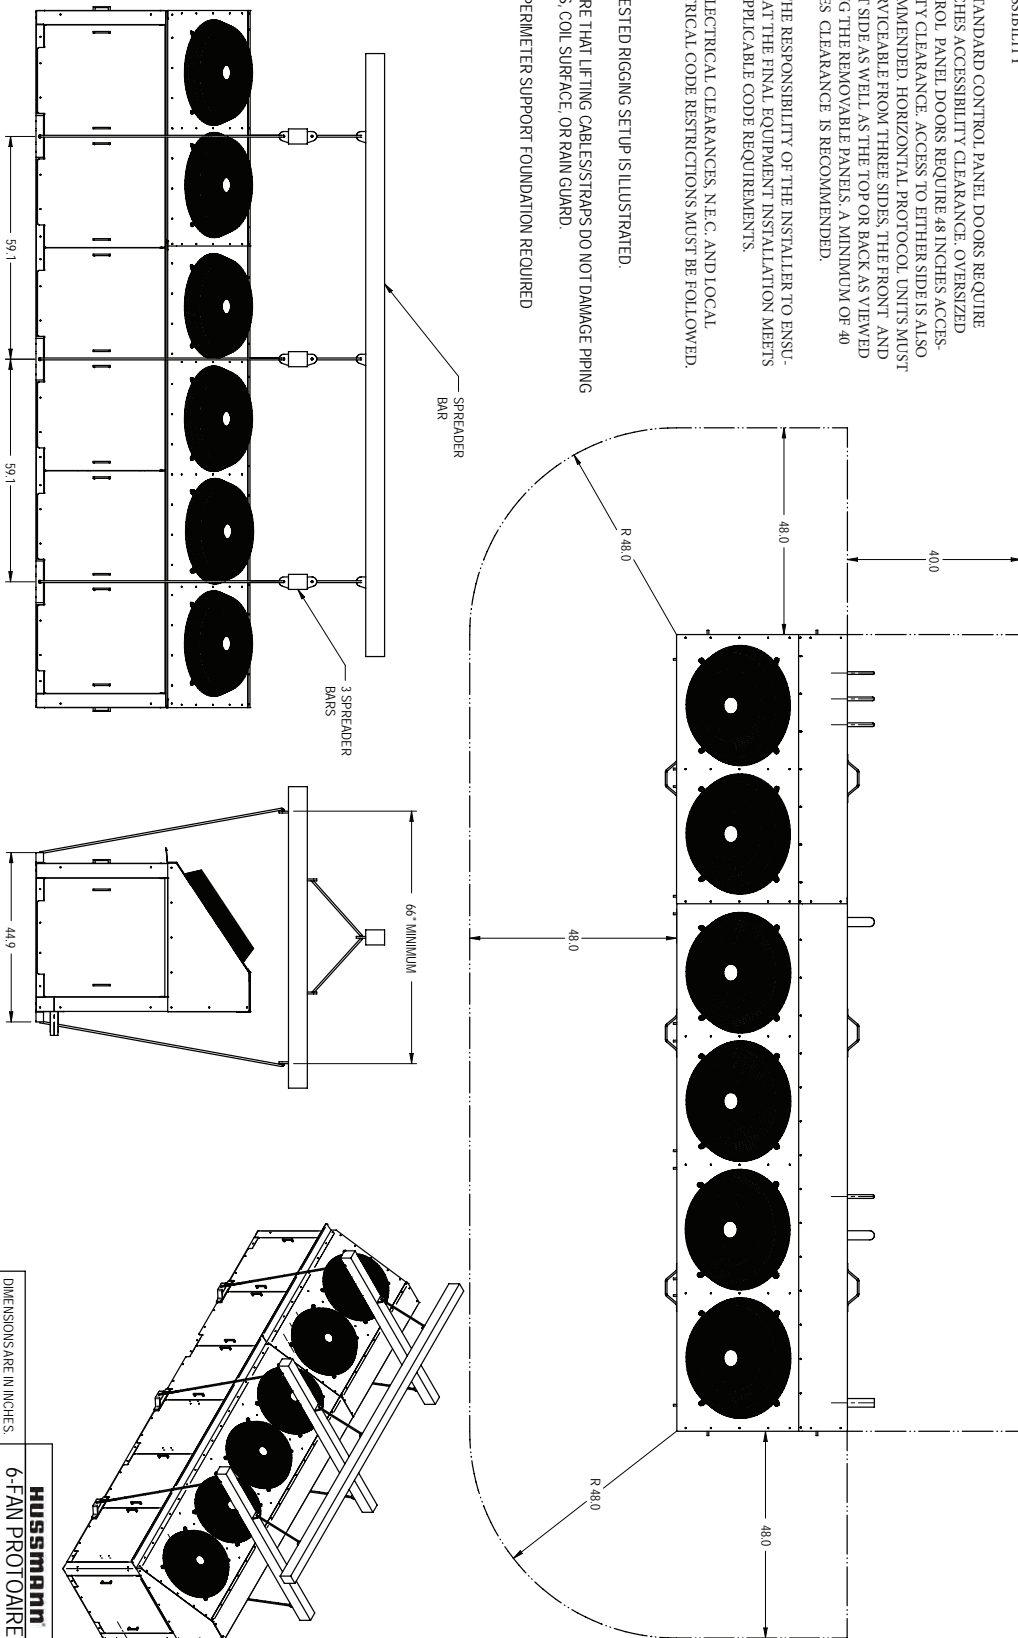 SSIBILITY
TANDARD CONTROL PANEL DOORS REQUIRE
CHES ACCESSIBILITY CLEARANCE. OVERSIZED
ROL PANEL DOORS REQUIRE 48 INCHES ACCES-
TY CLEARANCE. ACCESS TO EITHER SIDE IS ALSO
MMENDED. HORIZONTAL PROTOCOL UNITS MUST
RVICEABLE FROM THREE SIDES, THE FRONT AND
T SIDE AS WELL AS THE TOP OR BACK AS VIEWED
G THE REMOVABLE PANELS. A MINIMUM OF 40
ES CLEARANCE IS RECOMMENDED.
HE RESPONSIBILITY OF THE INSTALLER TO ENSU-
AT THE FINAL EQUIPMENT INSTALLATION MEETS
PPLICABLE CODE REQUIREMENTS.
LECTRICAL CLEARANCES, N.E.C. AND LOCAL
RICAL CODE RESTRICTIONS MUST BE FOLLOWED.
ESTED RIGGING SETUP IS ILLUSTRATED.
RE THAT LIFTING CABLES/STRAPS DO NOT DAMAGE PIPING
S, COIL SURFACE, OR RAIN GUARD.
PERIMETER SUPPORT FOUNDATION REQUIRED
40.0
48.0
R 48.0
48.0
R 48.0
48.0
SPREADER
BAR
3 SPREADER
BARS
59.1
59.1
66" MINIMUM
44.9
DIMENSIONS ARE IN INCHES.
HUSSMANN®
6-FAN PROTOAIRE